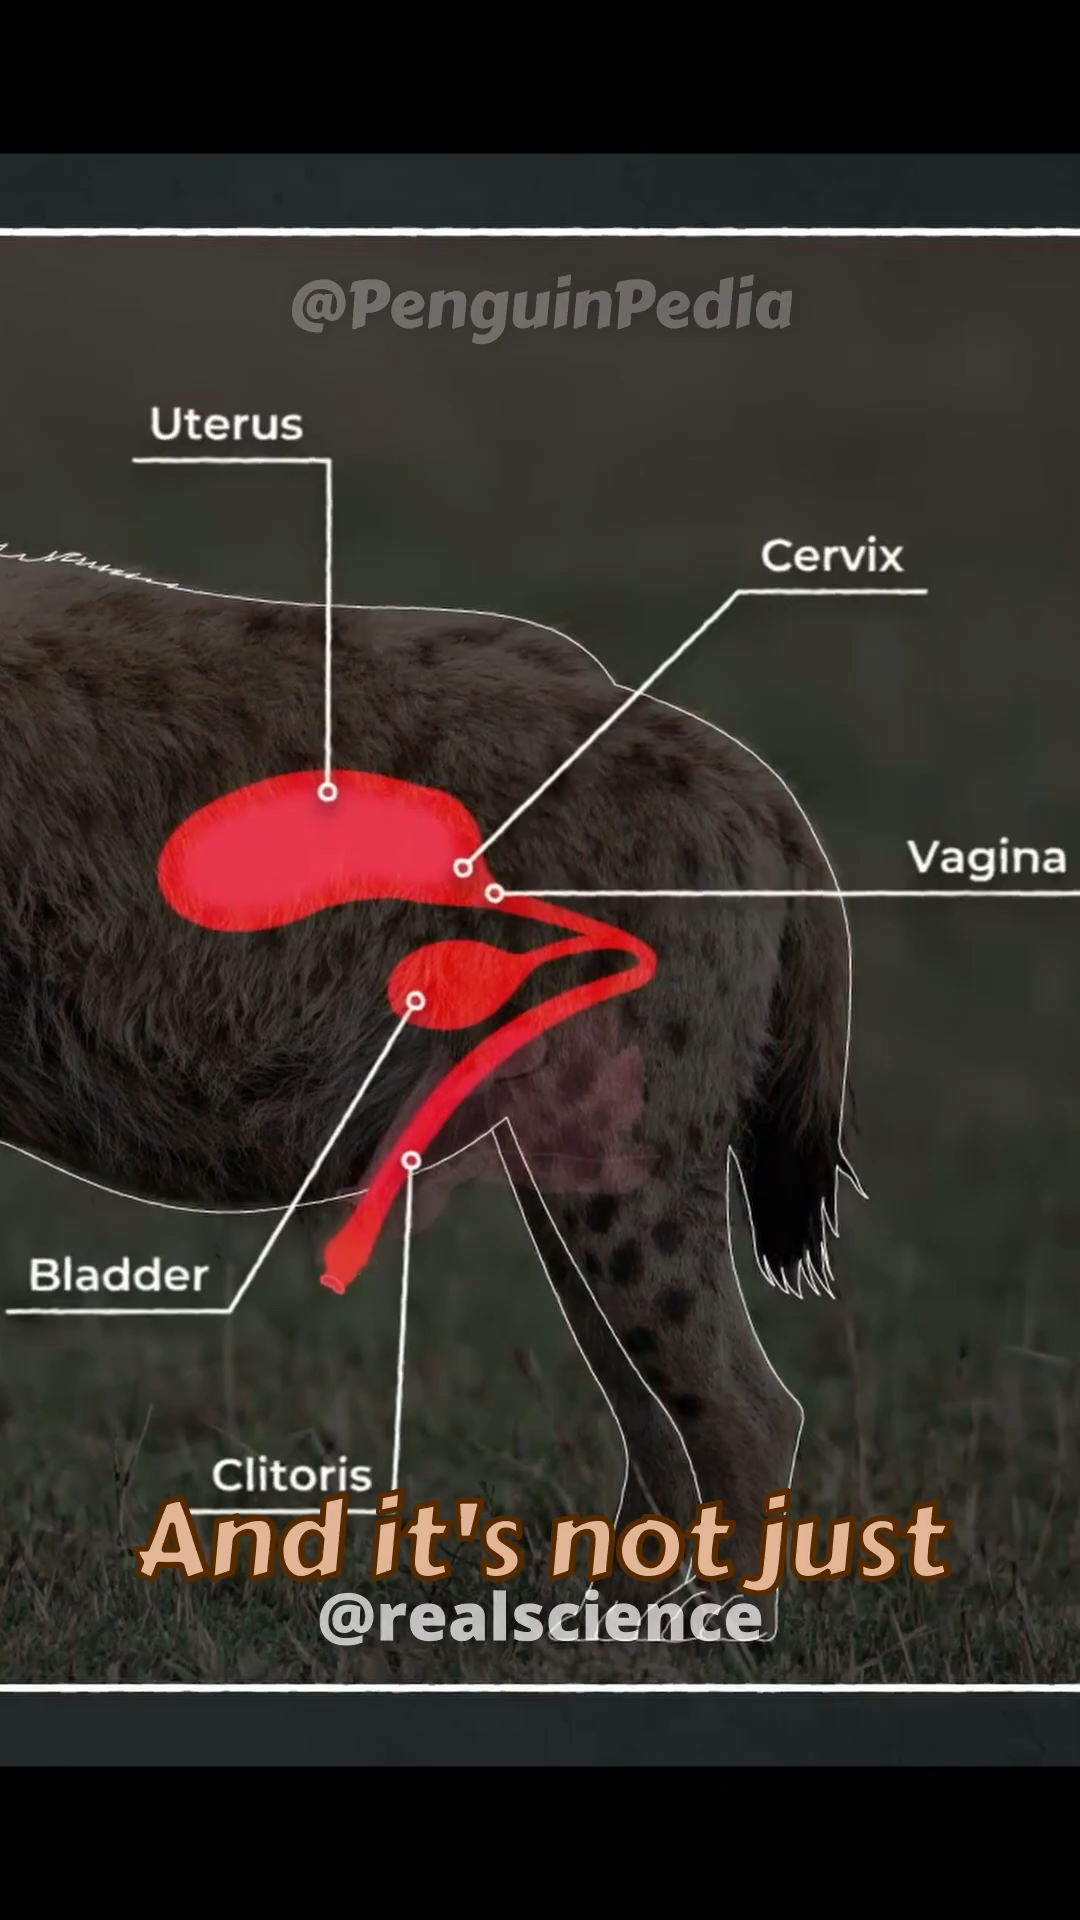 @PenguinPedia
Uterus
Cervix
Vagina
Bladder
Clitoris
And it's not just
@realscience